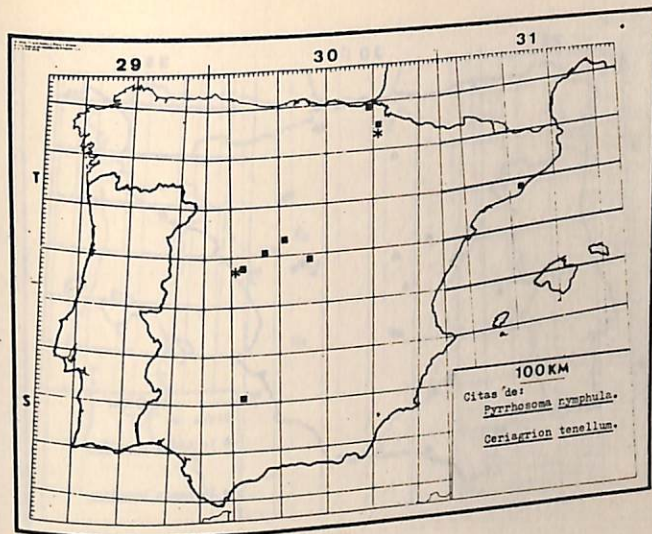 29
30
31
T
S
100KM
Citas de:
Pyrrhosoma nymphula.
Ceriagrion tenellum.